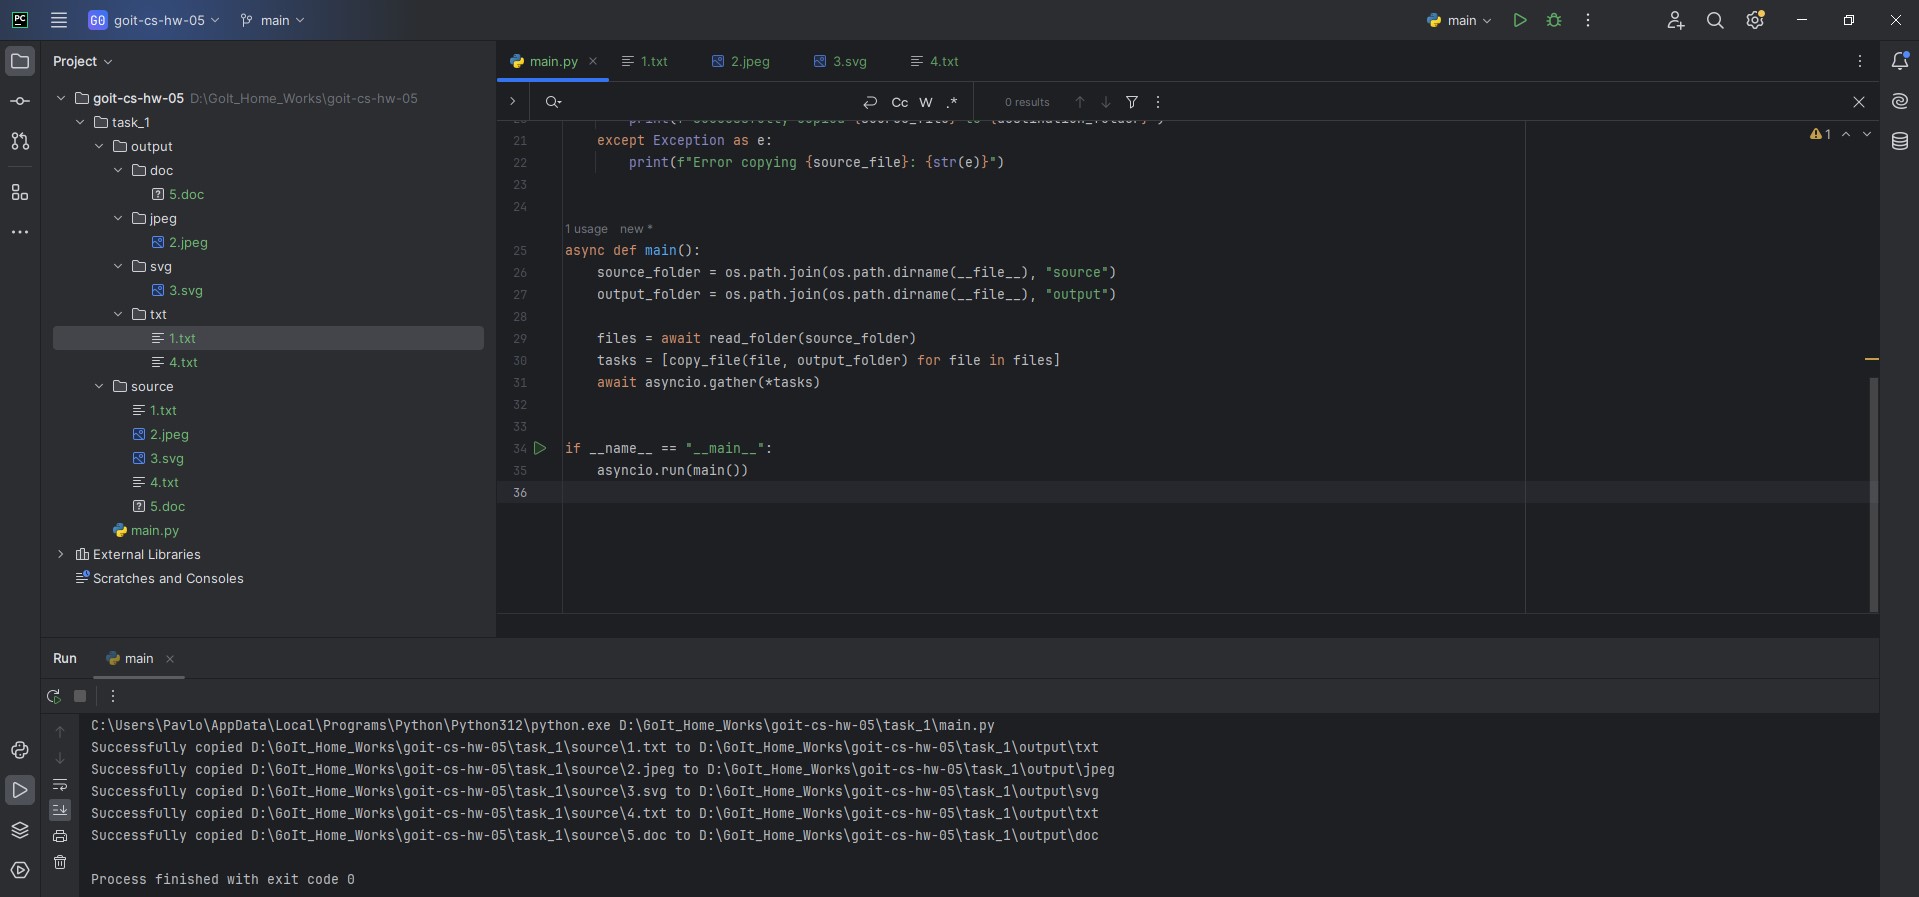 PC GO goit-cs-hw-05 main main
Project
goit-cs-hw-05 D:\GoIt_Home_Works\goit-cs-hw-05
task_1
output
doc
5.doc
jpeg
2.jpeg
svg
3.svg
txt
1.txt
4.txt
source
1.txt
2.jpeg
3.svg
4.txt
5.doc
main.py
External Libraries
Scratches and Consoles
main.py 1.txt 2.jpeg 3.svg 4.txt
Cc W .* 0 results
1
print(f"Successfully copied {source_file} to {destination_folder}")
21 except Exception as e:
22 print(f"Error copying {source_file}: {str(e)}")
23
24
1 usage new *
25 async def main():
26 source_folder = os.path.join(os.path.dirname(__file__), "source")
27 output_folder = os.path.join(os.path.dirname(__file__), "output")
28
29 files = await read_folder(source_folder)
30 tasks = [copy_file(file, output_folder) for file in files]
31 await asyncio.gather(*tasks)
32
33
34 if __name__ == "__main__":
35 asyncio.run(main())
36
Run main
C:\Users\Pavlo\AppData\Local\Programs\Python\Python312\python.exe D:\GoIt_Home_Works\goit-cs-hw-05\task_1\main.py
Successfully copied D:\GoIt_Home_Works\goit-cs-hw-05\task_1\source\1.txt to D:\GoIt_Home_Works\goit-cs-hw-05\task_1\output\txt
Successfully copied D:\GoIt_Home_Works\goit-cs-hw-05\task_1\source\2.jpeg to D:\GoIt_Home_Works\goit-cs-hw-05\task_1\output\jpeg
Successfully copied D:\GoIt_Home_Works\goit-cs-hw-05\task_1\source\3.svg to D:\GoIt_Home_Works\goit-cs-hw-05\task_1\output\svg
Successfully copied D:\GoIt_Home_Works\goit-cs-hw-05\task_1\source\4.txt to D:\GoIt_Home_Works\goit-cs-hw-05\task_1\output\txt
Successfully copied D:\GoIt_Home_Works\goit-cs-hw-05\task_1\source\5.doc to D:\GoIt_Home_Works\goit-cs-hw-05\task_1\output\doc
Process finished with exit code 0